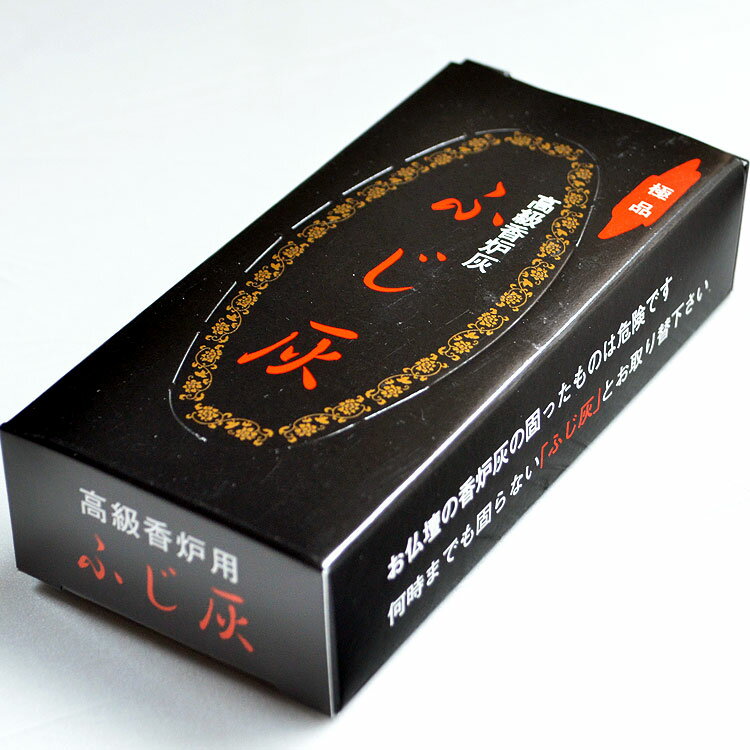 高級香炉灰
ふじ灰
極品
お仏壇の香炉灰の固ったものは危険です
何時までも固らない「ふじ灰」とお取り替下さい
高級香炉用
ふじ灰